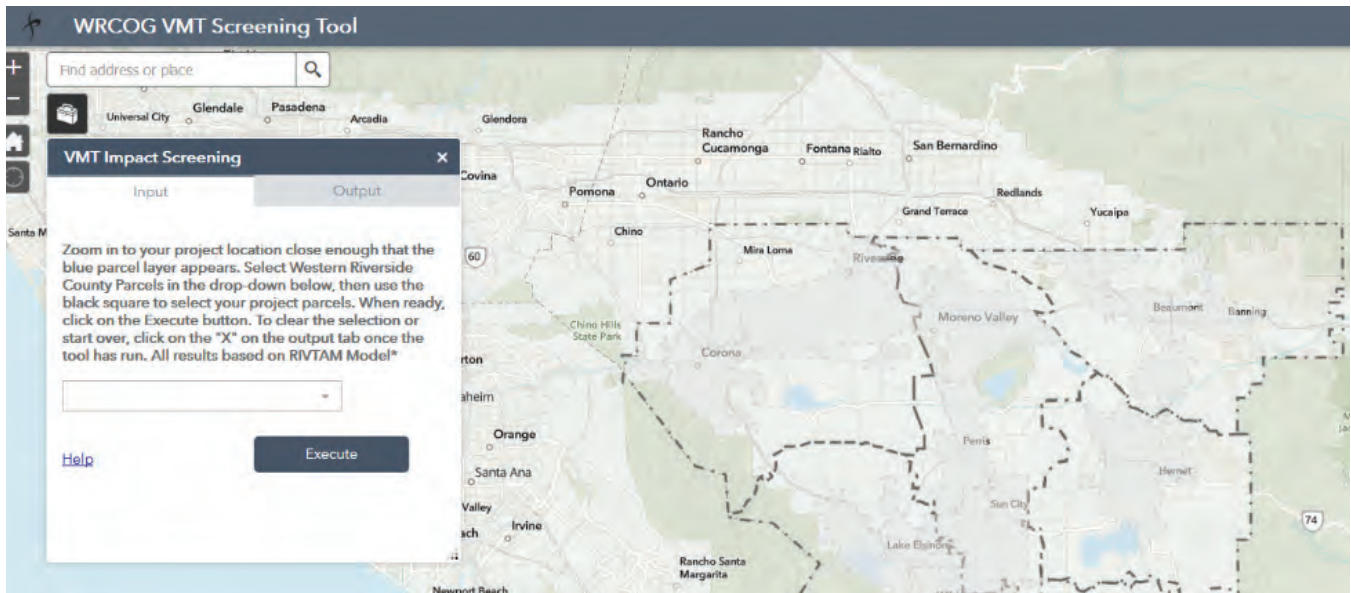 WRCOG VMT Screening Tool
Find address or place
Universal City
Glendale
Pasadena
Arcadia
Glendora
Rancho
Cucamonga
Fontana
Rialto
San Bernardino
VMT Impact Screening
×
Input
Output
Covina
Pomona
Ontario
Redlands
Grand Terrace
Yucaipa
Santa M
Chino
60
Mira Loma
Zoom in to your project location close enough that the
blue parcel layer appears. Select Western Riverside
County Parcels in the drop-down below, then use the
black square to select your project parcels. When ready,
click on the Execute button. To clear the selection or
start over, click on the "X" on the output tab once the
tool has run. All results based on RIVTAM Model*
Moreno Valley
Beaumont
Banning
Chino Hills
State Park
Corona
rton
aheim
Orange
Perris
Help
Execute
Santa Ana
Hemet
Valley
Sun City
74
ach
Irvine
Rancho Santa
Margarita
Newport Beach